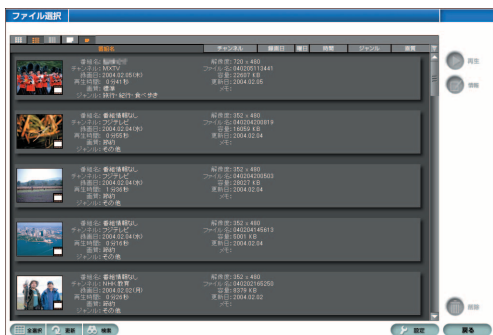 ファイル選択
番組名 チャンネル 録画日 曜日 時間 ジャンル 画質
番組名:
チャンネル: MXTV
録画日: 2004.02.05(木)
再生時間: 0分41秒
画質: 標準
ジャンル: 旅行・紀行・食べ歩き
解像度: 720 x 480
ファイル名: 040205113441
容量: 22607 KB
更新日: 2004.02.05
メモ:
番組名: 番組情報なし
チャンネル: フジテレビ
録画日: 2004.02.04(水)
再生時間: 0分55秒
画質: 節約
ジャンル: その他
解像度: 352 x 480
ファイル名: 040204200819
容量: 16059 KB
更新日: 2004.02.04
メモ:
番組名: 番組情報なし
チャンネル: フジテレビ
録画日: 2004.02.04(水)
再生時間: 1分36秒
画質: 節約
ジャンル: その他
解像度: 352 x 480
ファイル名: 040204200503
容量: 28027 KB
更新日: 2004.02.04
メモ:
番組名: 番組情報なし
チャンネル: フジテレビ
録画日: 2004.02.04(水)
再生時間: 0分16秒
画質: 節約
ジャンル: その他
解像度: 352 x 480
ファイル名: 040204145813
容量: 5001 KB
更新日: 2004.02.04
メモ:
番組名: 番組情報なし
チャンネル: NHK教育
録画日: 2004.02.02(月)
再生時間: 0分26秒
画質: 節約
ジャンル: その他
解像度: 352 x 480
ファイル名: 040202165250
容量: 8379 KB
更新日: 2004.02.02
メモ:
再生
情報
削除
全選択 更新 検索 設定 戻る